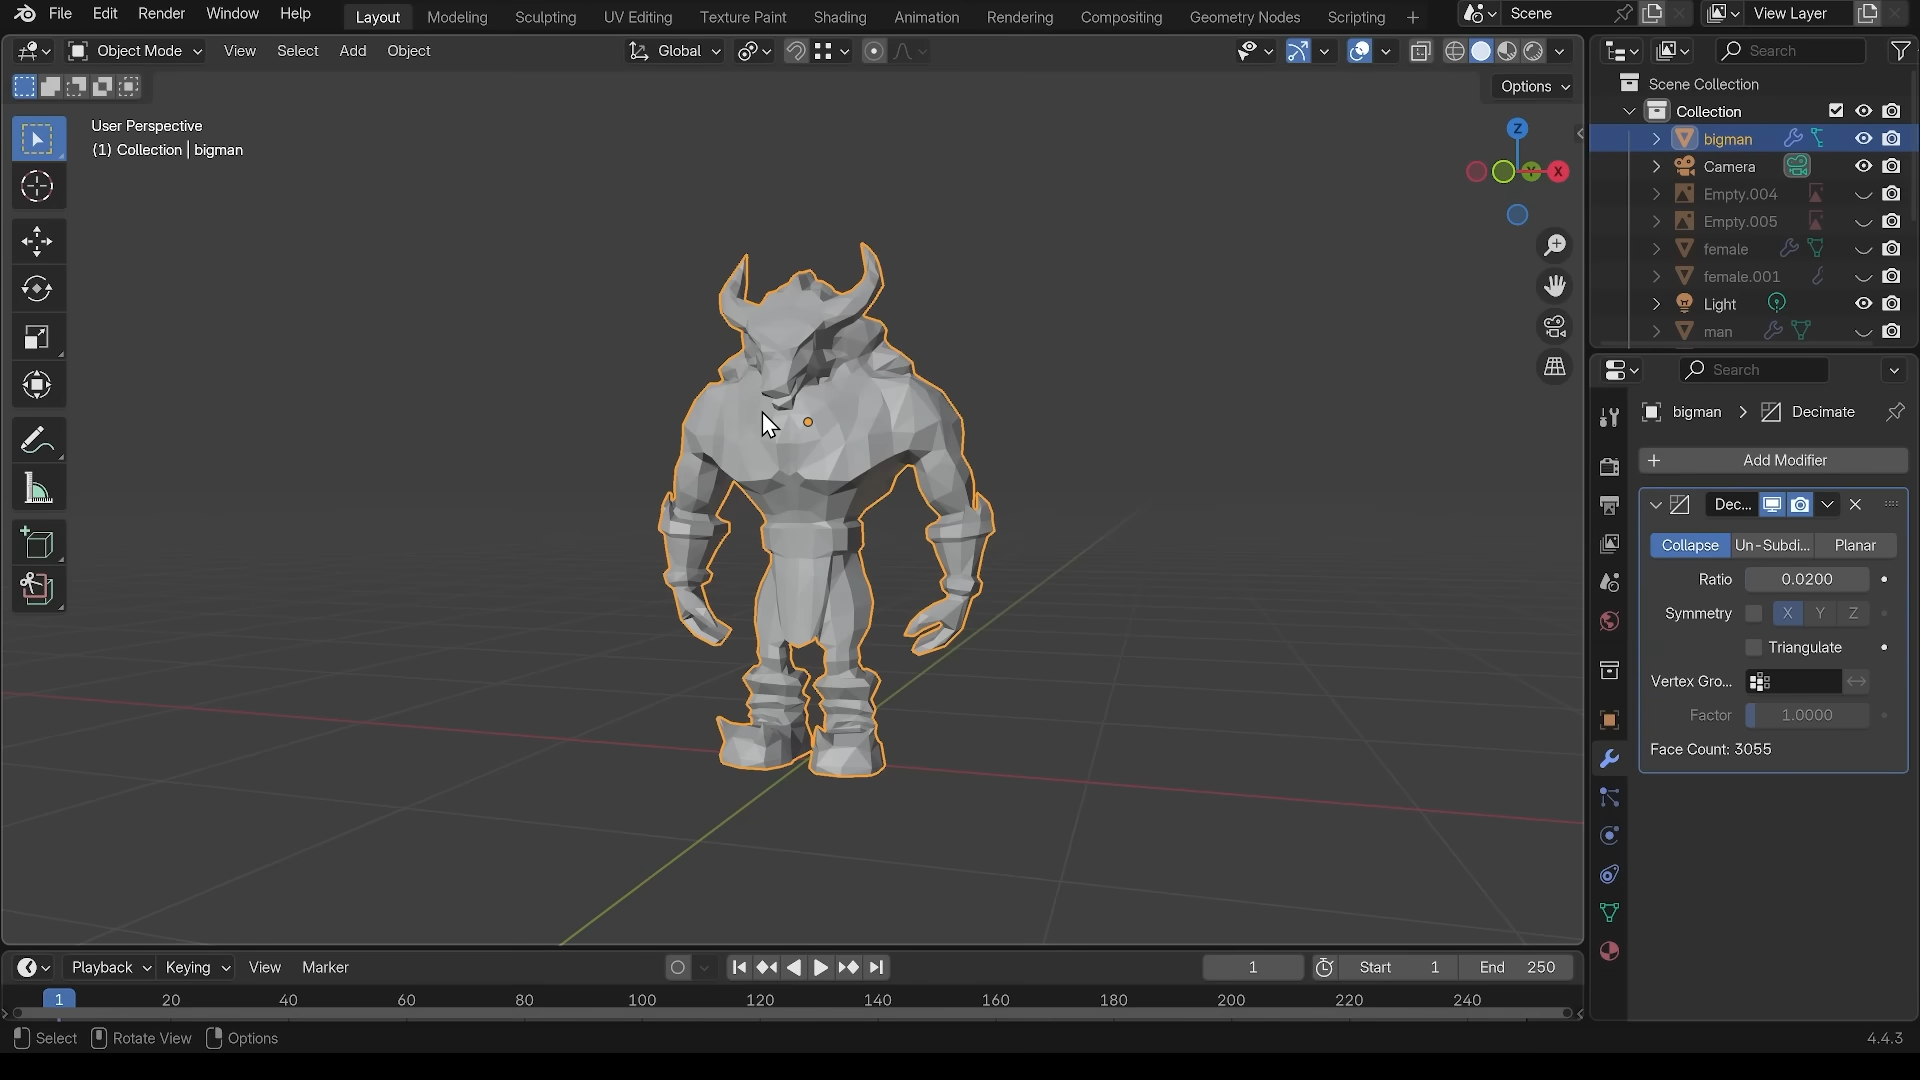 File Edit Render Window Help Layout Modeling Sculpting UV Editing Texture Paint Shading Animation Rendering Compositing Geometry Nodes Scripting + Scene View Layer
Object Mode View Select Add Object Global Search
Options
User Perspective
(1) Collection | bigman
Z
Y
X
Scene Collection
Collection
bigman
Camera
Empty.004
Empty.005
female
female.001
Light
man
Search
bigman > Decimate
+ Add Modifier
Dec...
Collapse Un-Subdi... Planar
Ratio 0.0200
Symmetry X Y Z
Triangulate
Vertex Gro...
Factor 1.0000
Face Count: 3055
Playback Keying View Marker 1 Start 1 End 250
1 20 40 60 80 100 120 140 160 180 200 220 240
Select Rotate View Options 4.4.3